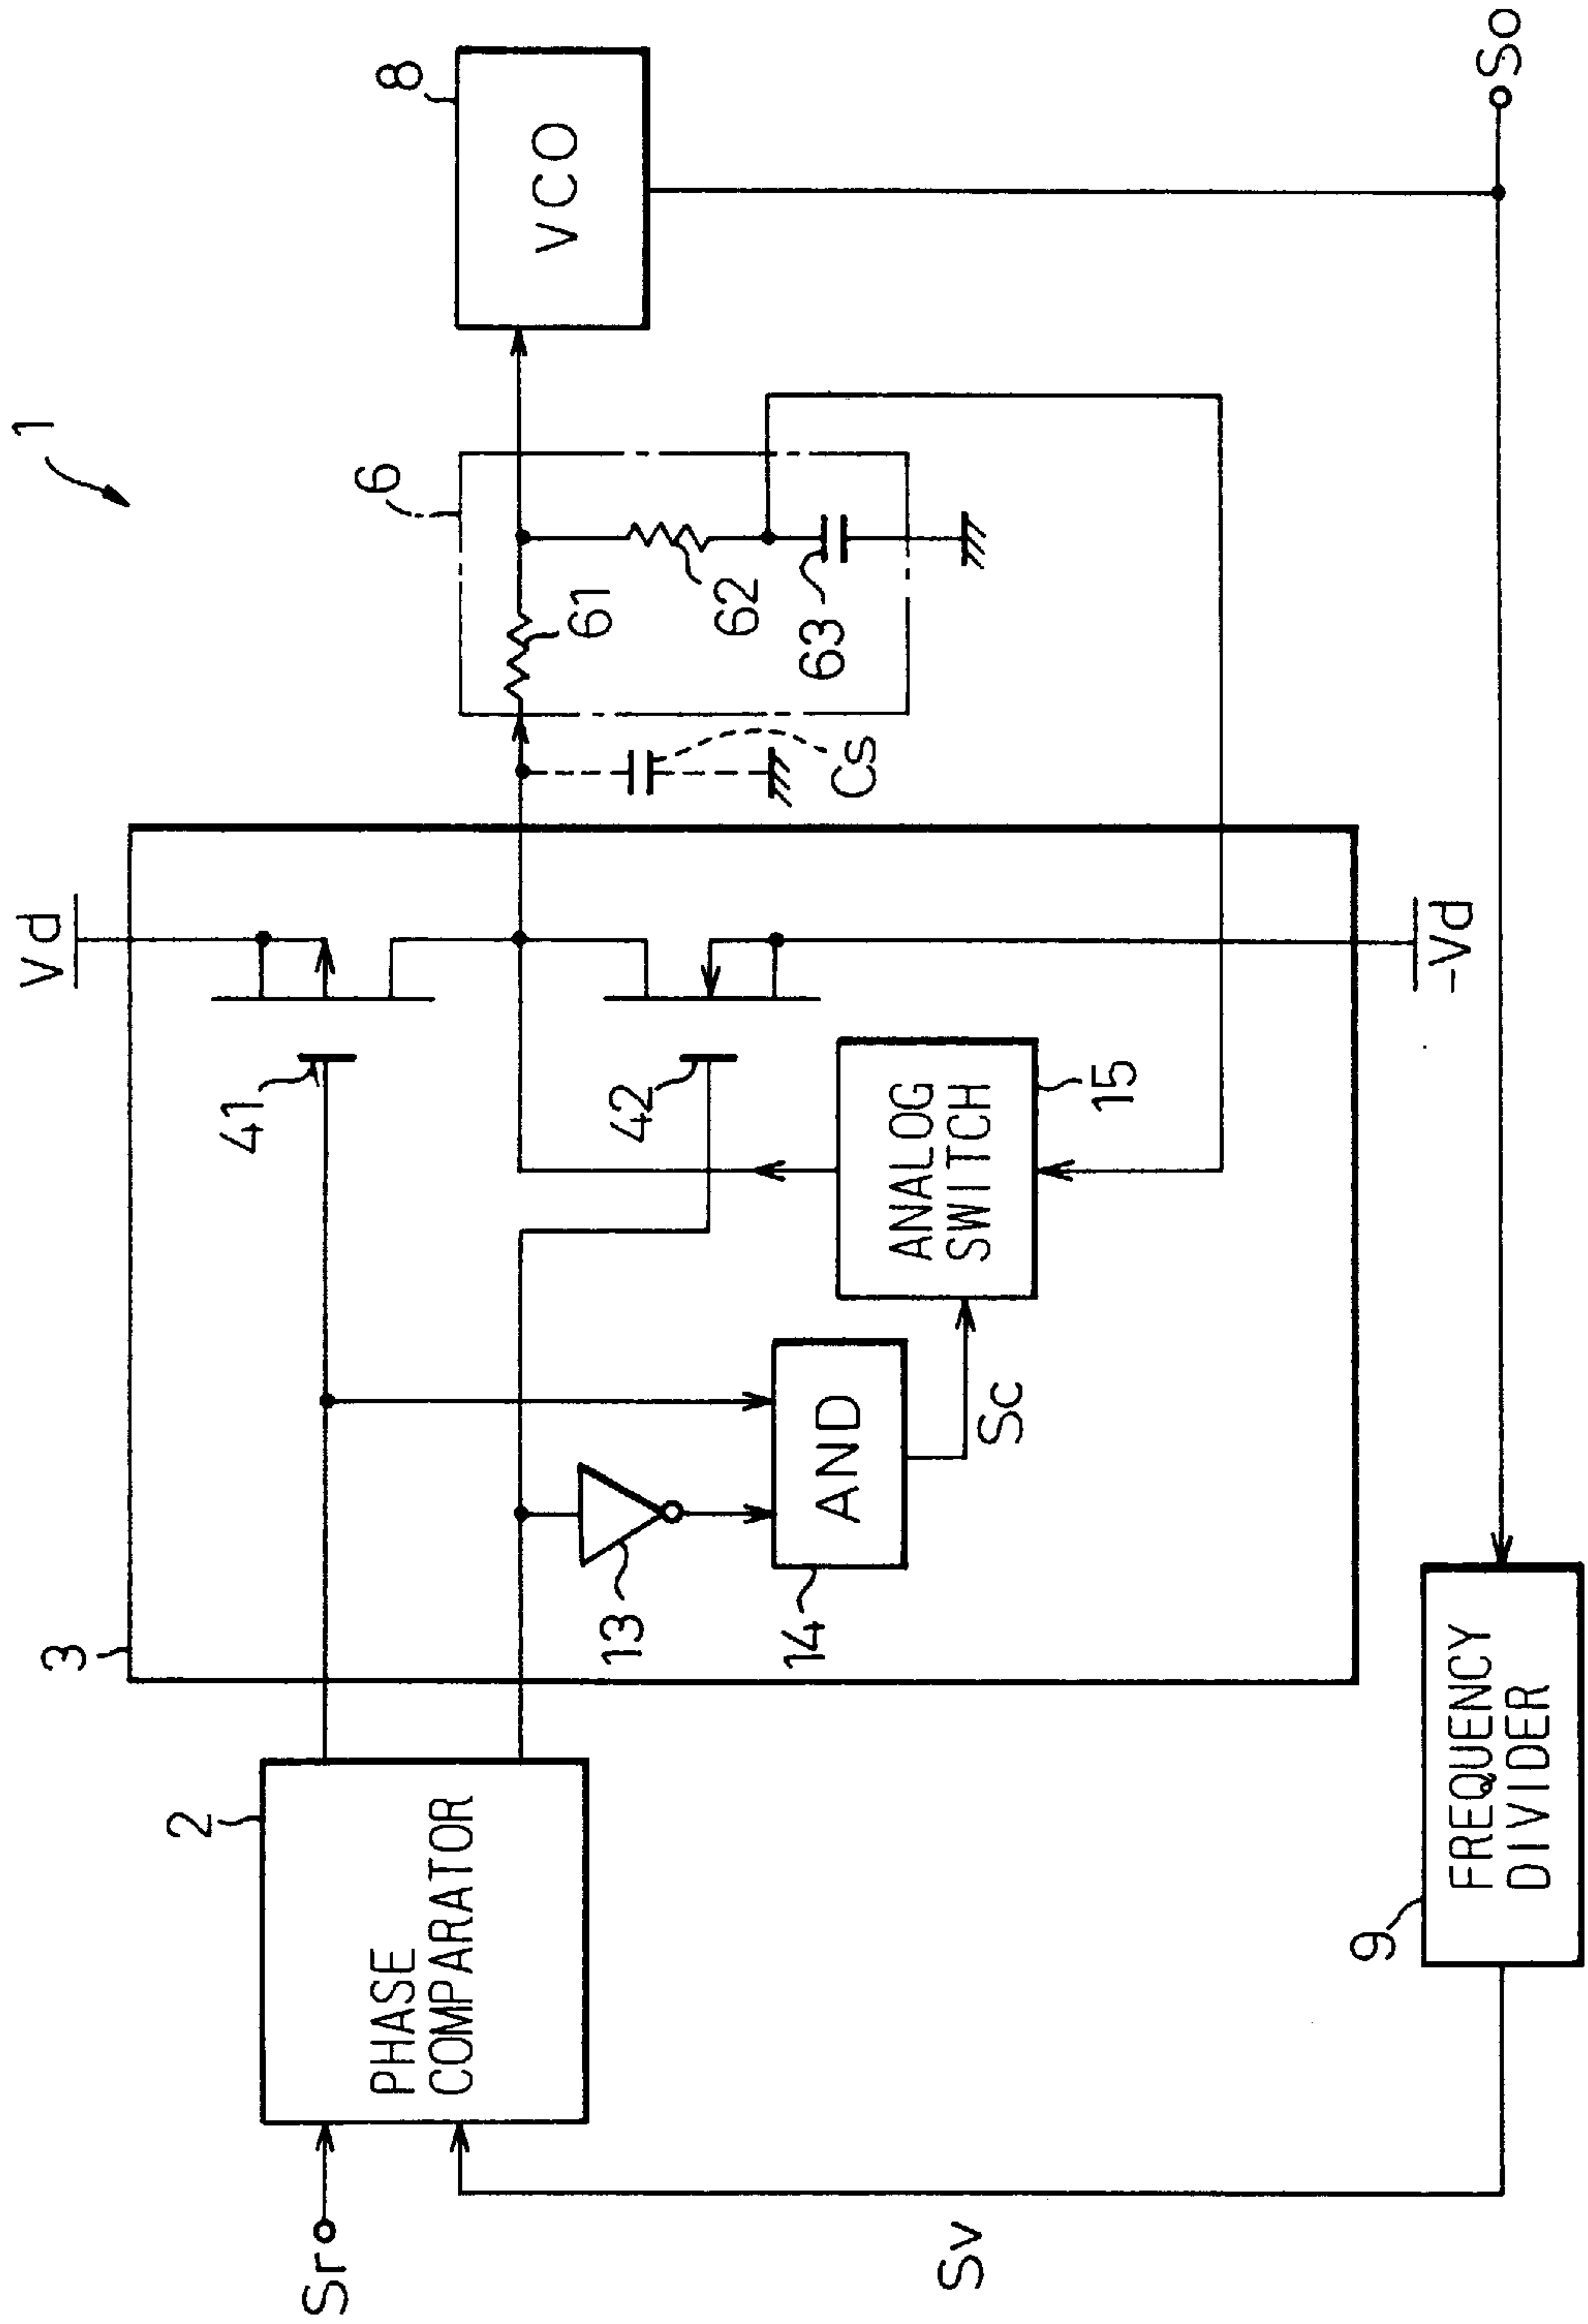 1
Vd
3
41
42
13
14
AND
Sc
ANALOG
SWITCH
15
-Vd
Cs
6
61
62
63
8
VCO
So
2
PHASE
COMPARATOR
Sr
Sv
9
FREQUENCY
DIVIDER